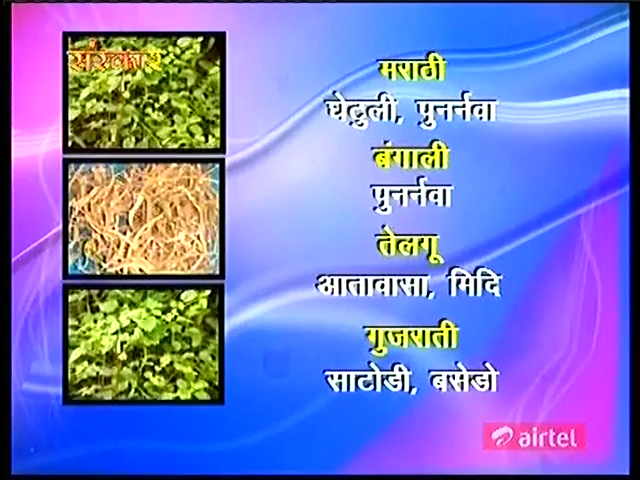 संस्कार
मराठी
घेटुली, पुनर्नवा
बंगाली
पुनर्नवा
तेलगू
आतावासा, मिदि
गुजराती
साटोडी, बसेडो
airtel